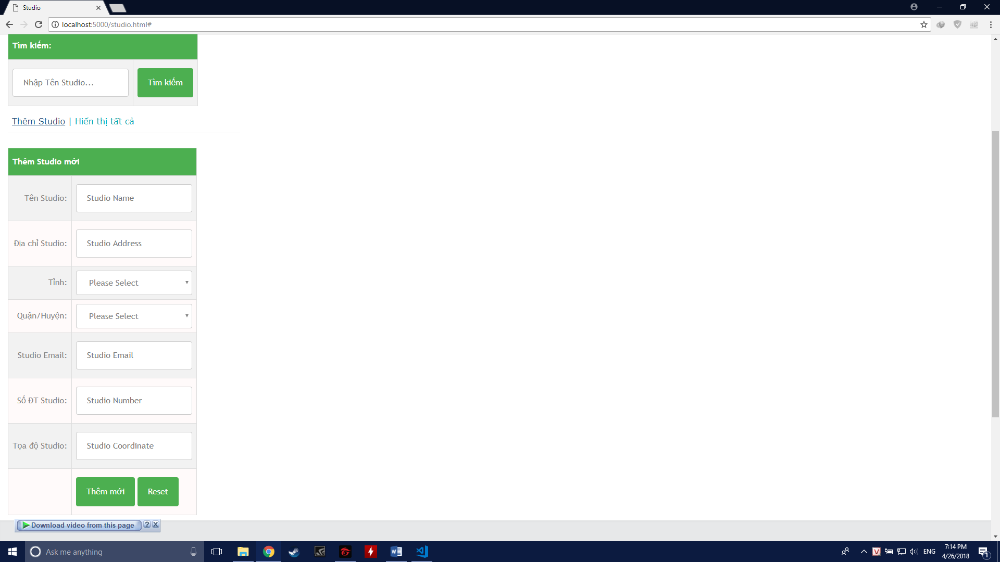 Studio
localhost:5000/studio.html#
Tìm kiếm:
Nhập Tên Studio...
Tìm kiếm
Thêm Studio | Hiển thị tất cả
Thêm Studio mới
Tên Studio:
Studio Name
Địa chỉ Studio:
Studio Address
Tỉnh:
Please Select
Quận/Huyện:
Please Select
Studio Email:
Studio Email
Số ĐT Studio:
Studio Number
Tọa độ Studio:
Studio Coordinate
Thêm mới
Reset
Download video from this page
Ask me anything
ENG
7:14 PM
4/26/2018
1